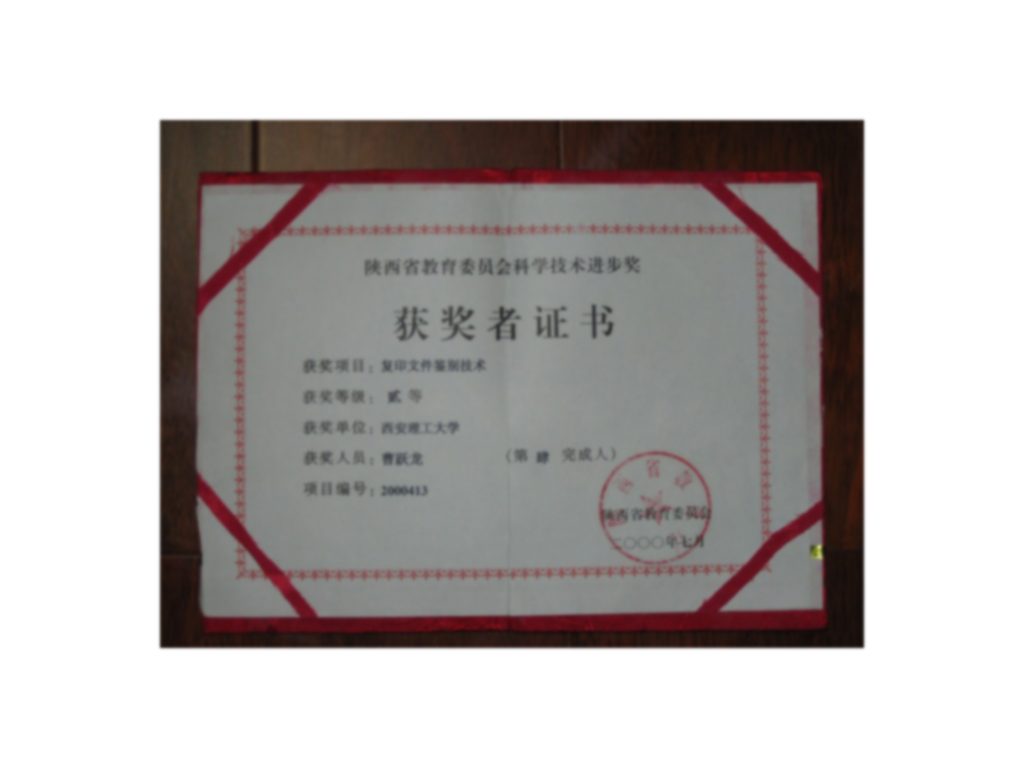 陕西省教育委员会科学技术进步奖
获奖者证书
获奖项目：复印文件鉴别技术
获奖等级：贰 等
获奖单位：西安理工大学
获奖人员：曹跃龙 （第 肆 完成人）
项目编号：2000413
陕西省教育委员会
二〇〇〇年七月